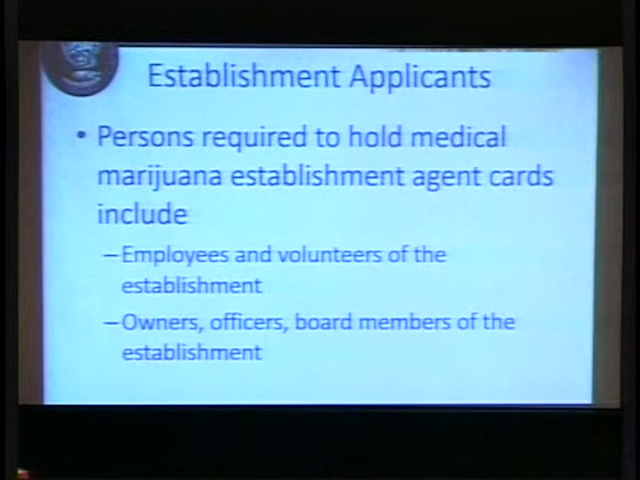 Establishment Applicants
• Persons required to hold medical
marijuana establishment agent cards
include
–Employees and volunteers of the
establishment
–Owners, officers, board members of the
establishment